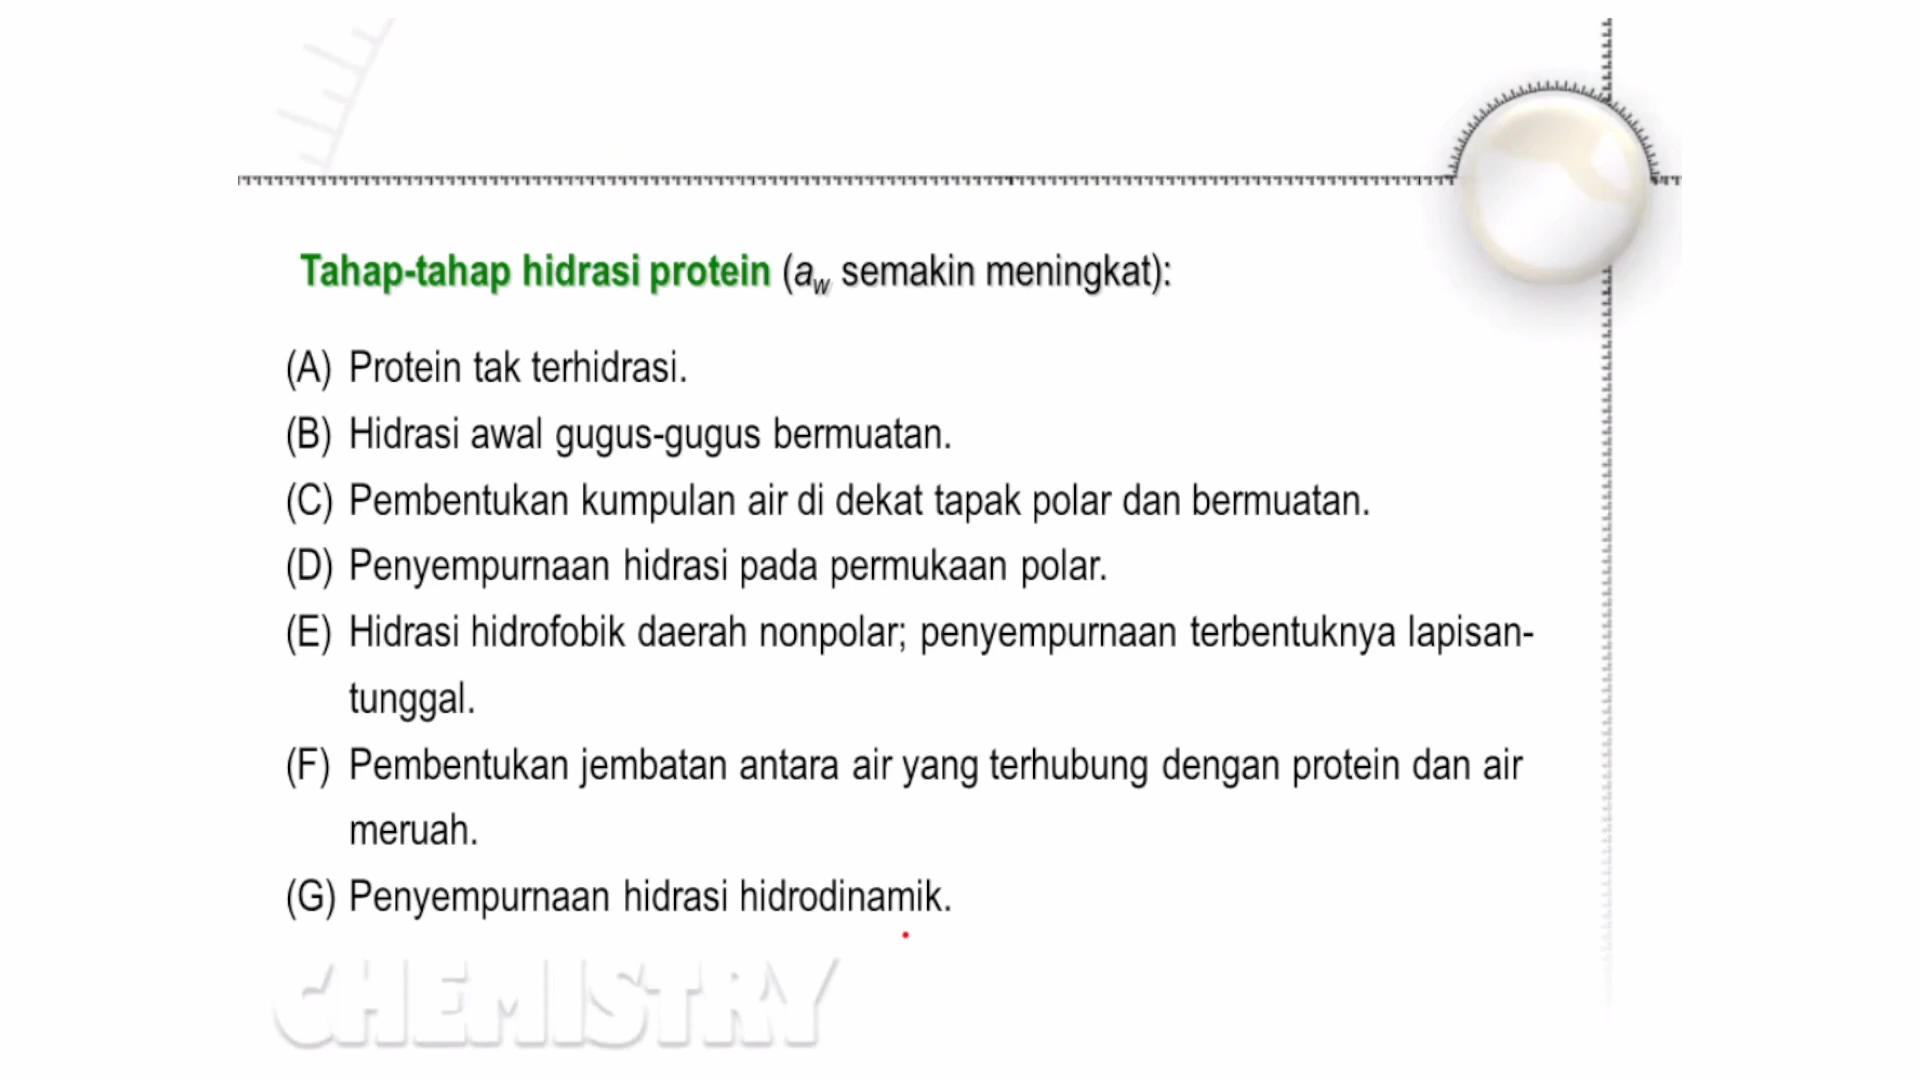 Tahap-tahap hidrasi protein (aw semakin meningkat):
(A) Protein tak terhidrasi.
(B) Hidrasi awal gugus-gugus bermuatan.
(C) Pembentukan kumpulan air di dekat tapak polar dan bermuatan.
(D) Penyempurnaan hidrasi pada permukaan polar.
(E) Hidrasi hidrofobik daerah nonpolar; penyempurnaan terbentuknya lapisan-
tunggal.
(F) Pembentukan jembatan antara air yang terhubung dengan protein dan air
meruah.
(G) Penyempurnaan hidrasi hidrodinamik.
CHEMISTRY